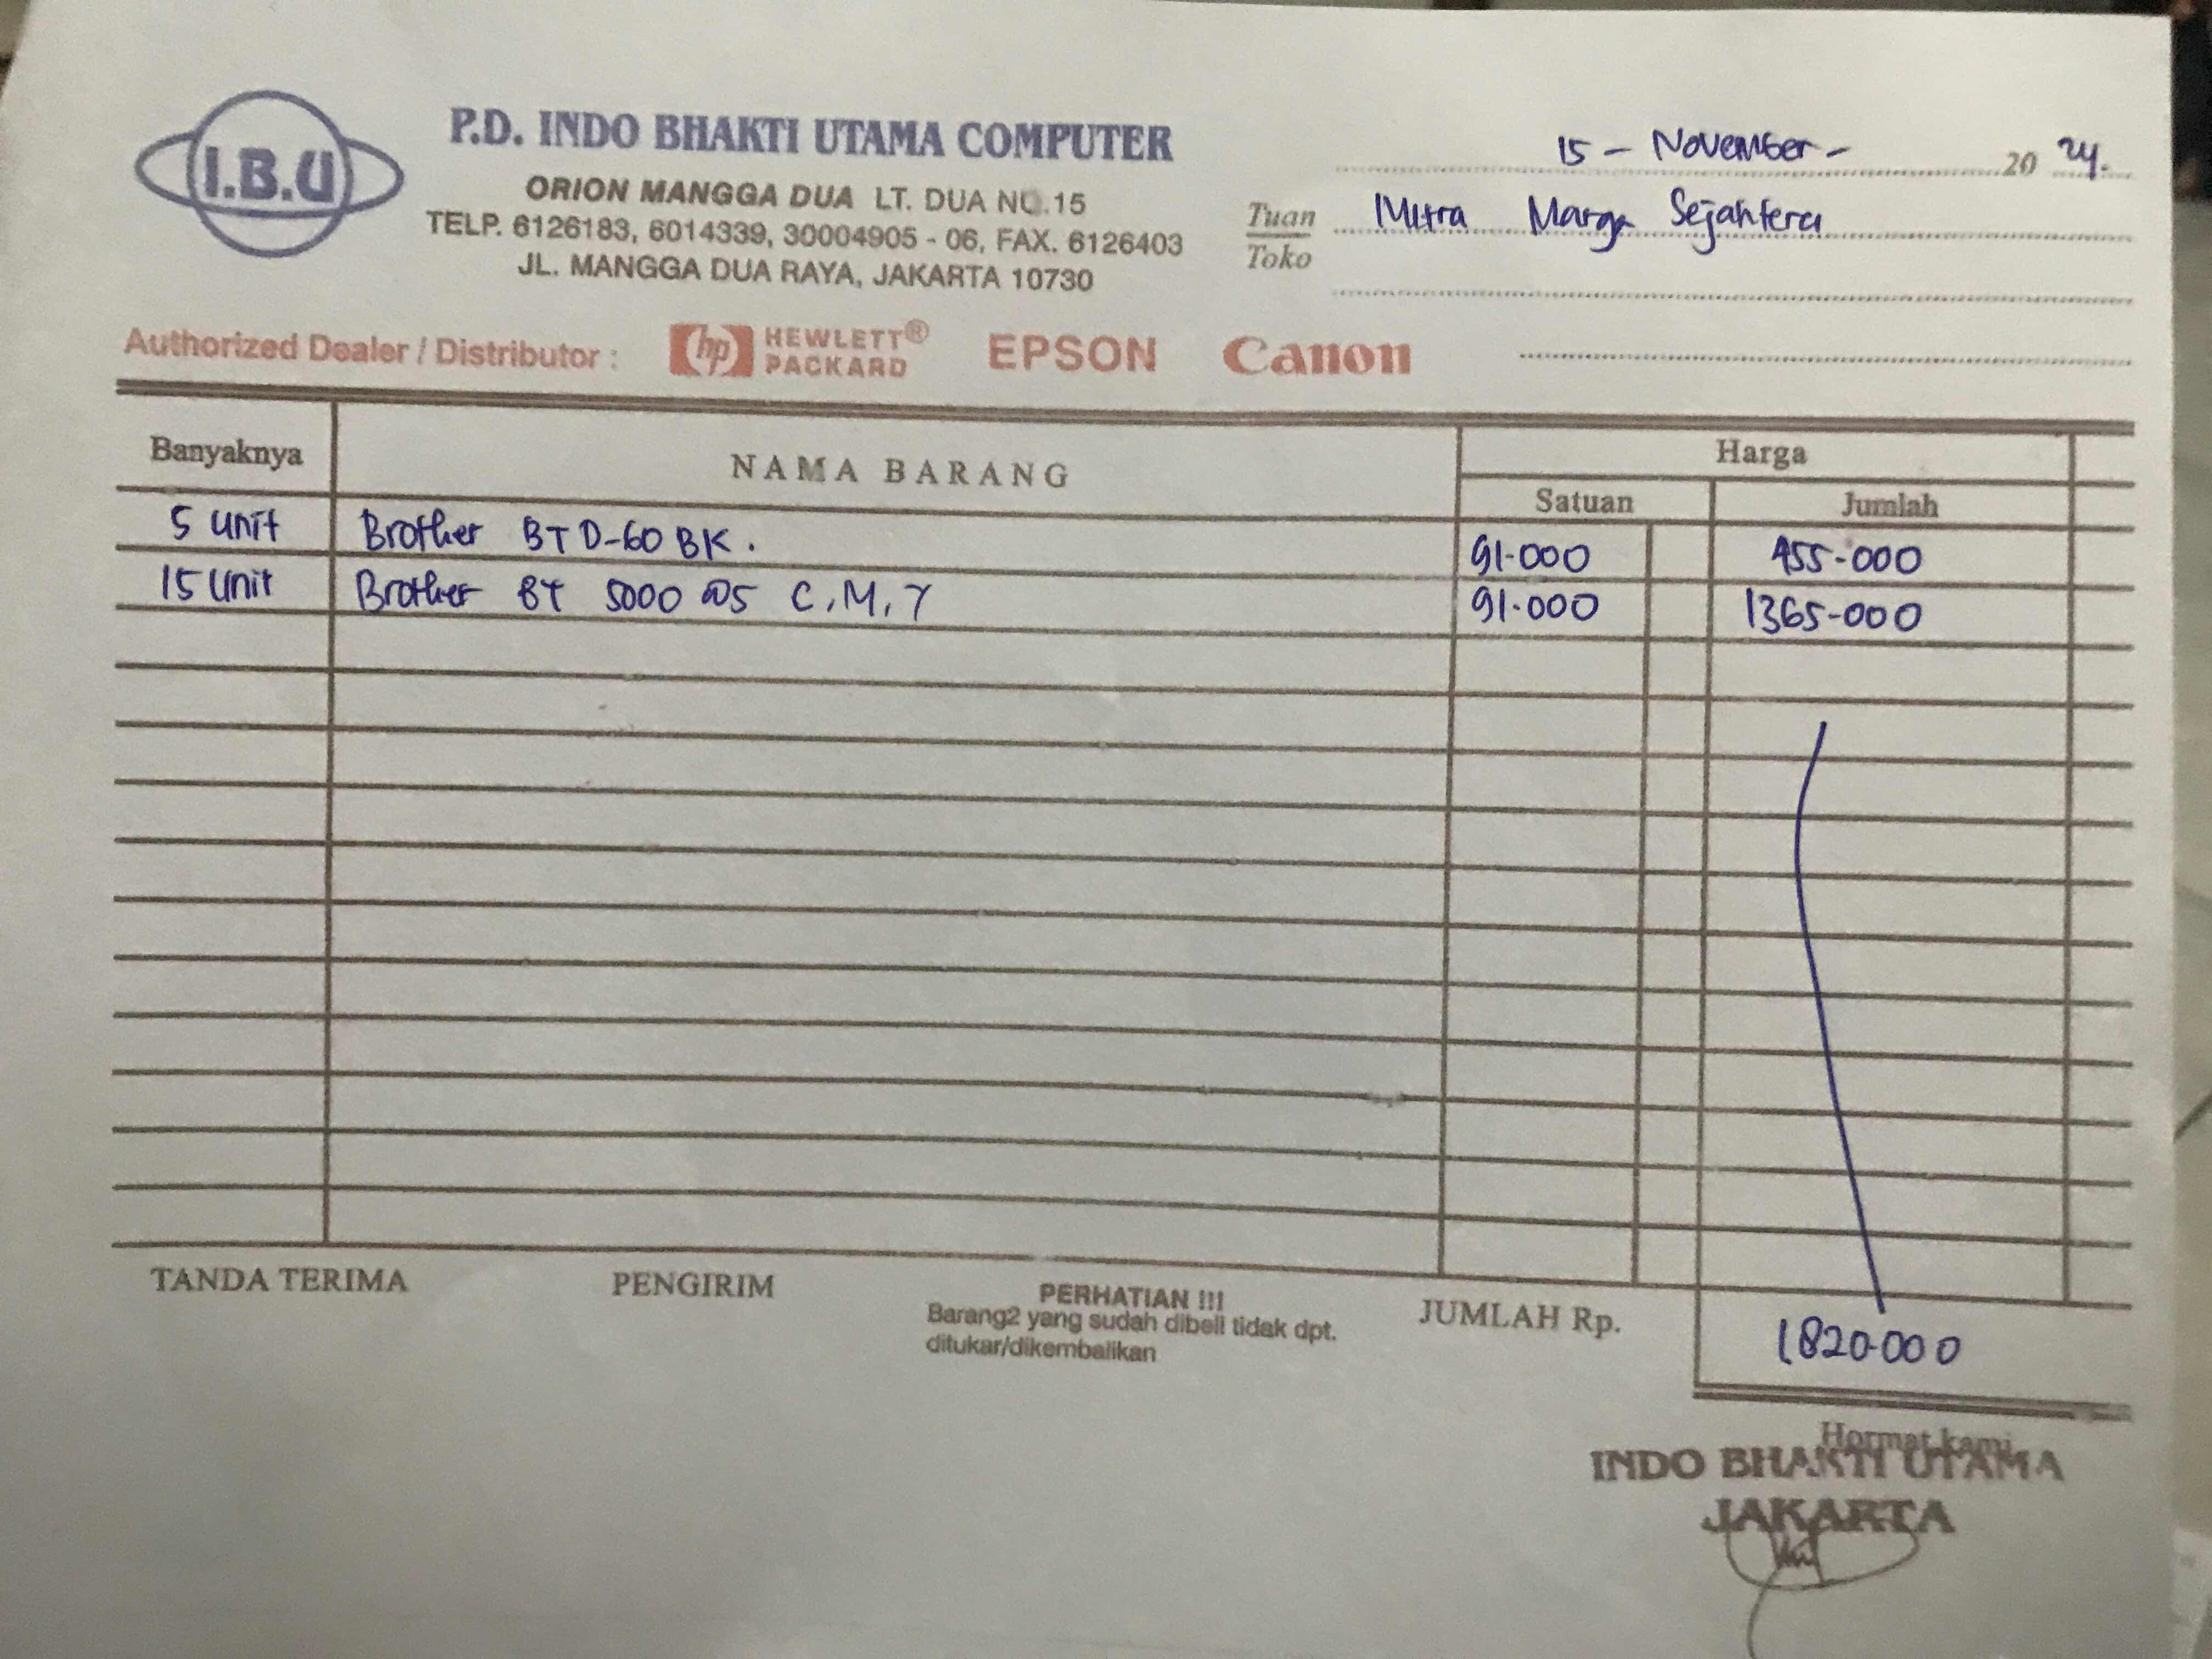 I.B.U
P.D. INDO BHAKTI UTAMA COMPUTER
ORION MANGGA DUA LT. DUA NO.15
TELP. 6126183, 6014339, 30004905 - 06, FAX. 6126403
JL. MANGGA DUA RAYA, JAKARTA 10730
15 - November - 20 24.
Tuan Mitra Marga Sejahtera
Toko
Authorized Dealer / Distributor : hp HEWLETT® PACKARD EPSON Canon
Banyaknya NAMA BARANG Harga
Satuan Jumlah
5 unit Brother BTD-60 BK. 91.000 455-000
15 unit Brother BT 5000 @5 C, M, Y 91.000 1365-000
TANDA TERIMA PENGIRIM PERHATIAN !!! JUMLAH Rp. 1820-000
Barang2 yang sudah dibeli tidak dpt.
ditukar/dikembalikan
Hormat kami
INDO BHAKTI UTAMA
JAKARTA